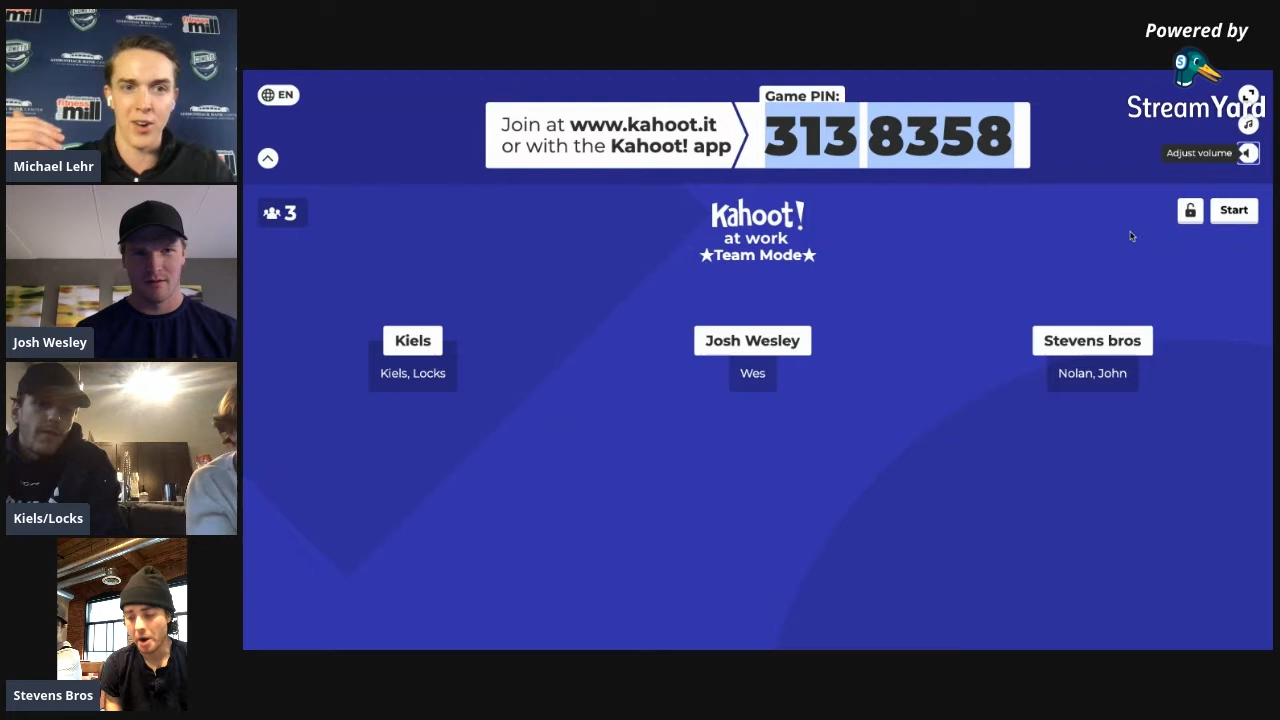 Powered by
StreamYard
S
fitness mill
Michael Lehr
Josh Wesley
Kiels/Locks
Stevens Bros
EN
Join at www.kahoot.it
or with the Kahoot! app
Game PIN:
313 8358
Adjust volume
3
Kahoot!
at work
★Team Mode★
Start
Kiels
Kiels, Locks
Josh Wesley
Wes
Stevens bros
Nolan, John